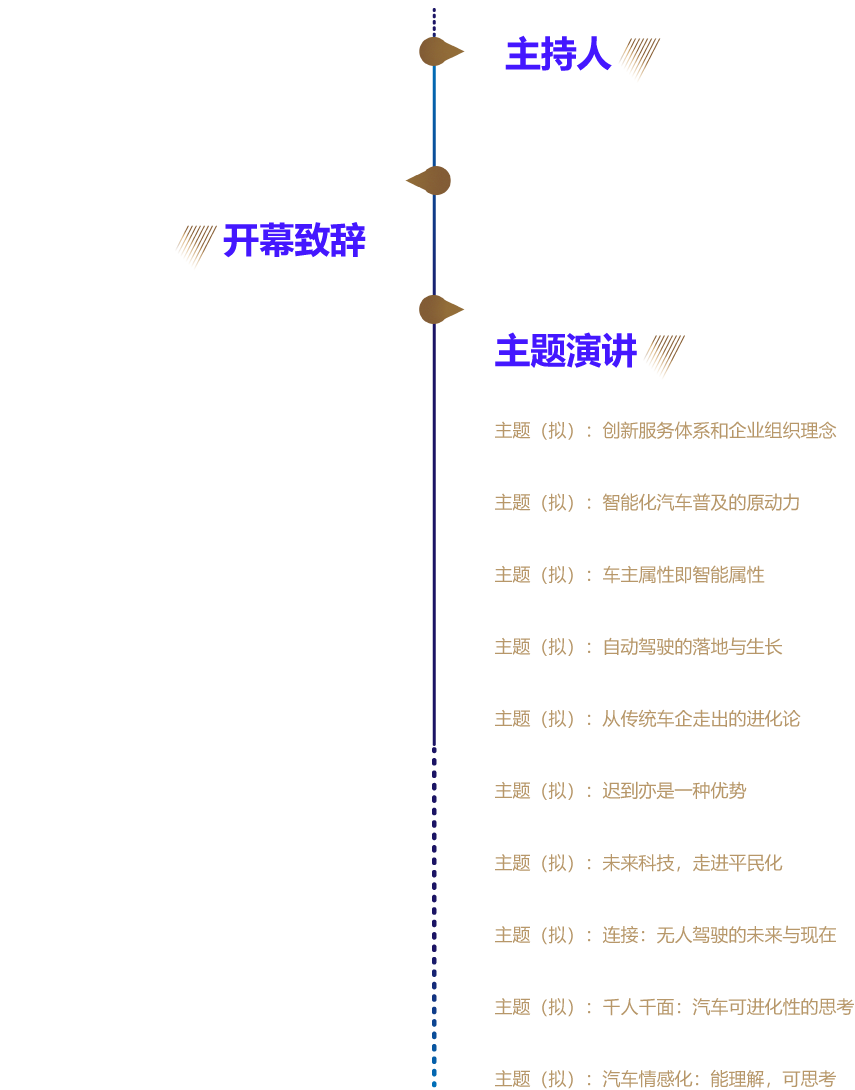 主持人
开幕致辞
主题演讲
主题（拟）：创新服务体系和企业组织理念
主题（拟）：智能化汽车普及的原动力
主题（拟）：车主属性即智能属性
主题（拟）：自动驾驶的落地与生长
主题（拟）：从传统车企走出的进化论
主题（拟）：迟到亦是一种优势
主题（拟）：未来科技，走进平民化
主题（拟）：连接：无人驾驶的未来与现在
主题（拟）：千人千面：汽车可进化性的思考
主题（拟）：汽车情感化：能理解，可思考